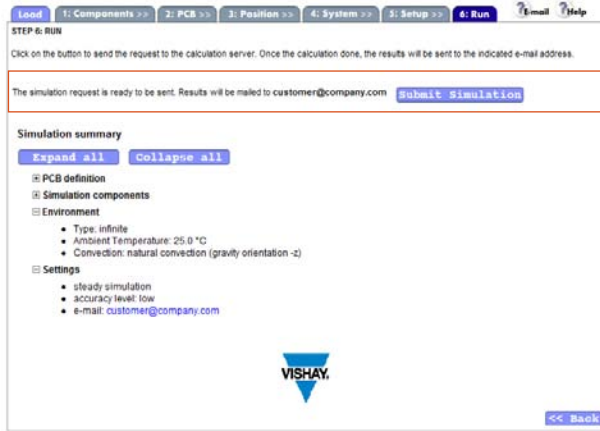 Load
1: Components >>
2: PCB >>
3: Position >>
4: System >>
5: Setup >>
6: Run
?E-mail
?Help
STEP 6: RUN
Click on the button to send the request to the calculation server. Once the calculation done, the results will be sent to the indicated e-mail address.
The simulation request is ready to be sent. Results will be mailed to customer@company.com Submit Simulation
Simulation summary
Expand all Collapse all
PCB definition
Simulation components
Environment
Type: infinite
Ambient Temperature: 25.0 °C
Convection: natural convection (gravity orientation -z)
Settings
steady simulation
accuracy level: low
e-mail: customer@company.com
VISHAY.
<< Back